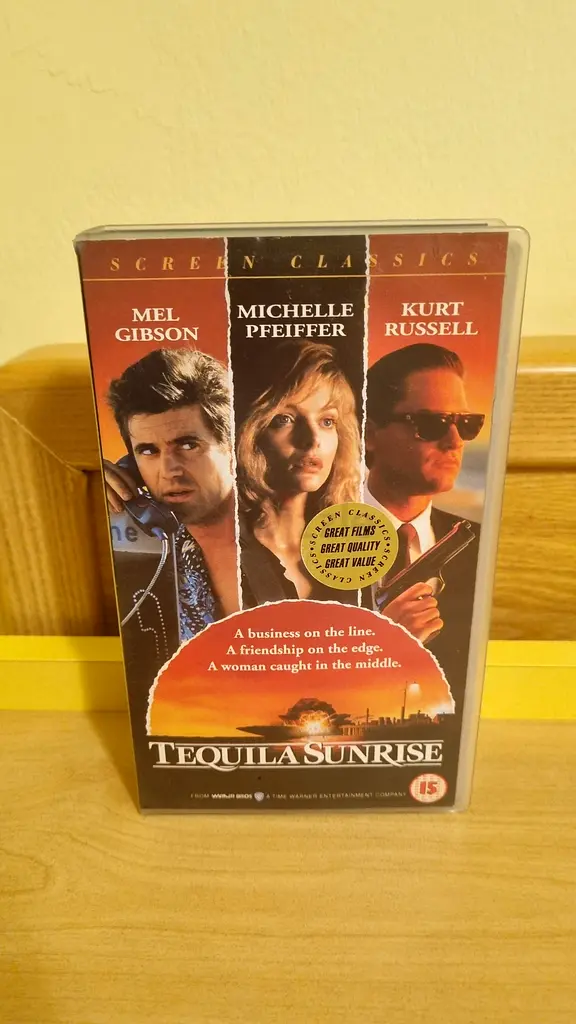 SCREEN CLASSICS
MEL
GIBSON
MICHELLE
PFEIFFER
KURT
RUSSELL
ne
SCREEN CLASSICS
GREAT FILMS
GREAT QUALITY
GREAT VALUE
SCREEN CLASSICS
A business on the line.
A friendship on the edge.
A woman caught in the middle.
TEQUILA SUNRISE
FROM WARNER BROS A TIME WARNER ENTERTAINMENT COMPANY
15